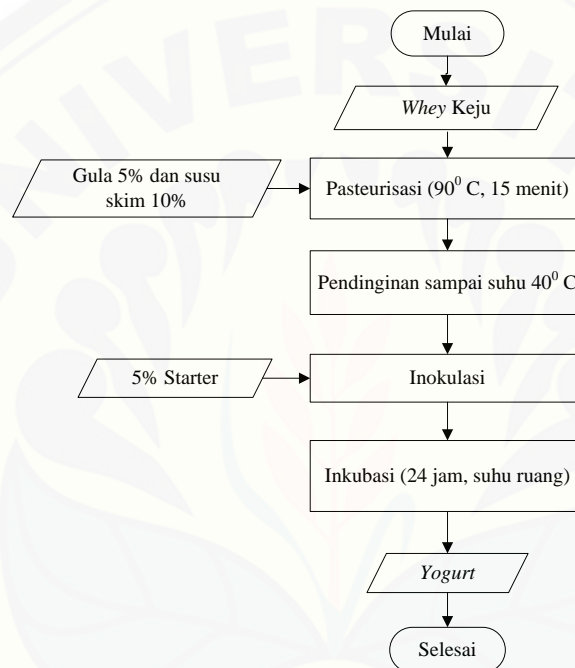 Mulai
Whey Keju
Gula 5% dan susu
skim 10%
Pasteurisasi (90⁰ C, 15 menit)
Pendinginan sampai suhu 40⁰ C
5% Starter
Inokulasi
Inkubasi (24 jam, suhu ruang)
Yogurt
Selesai
UNIVERSI